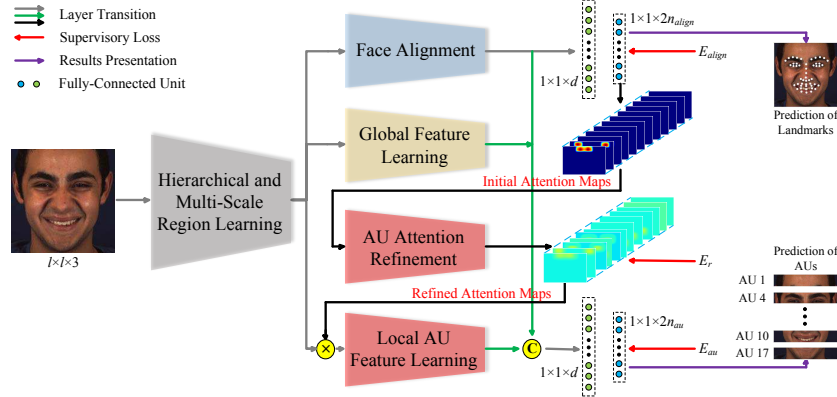 Layer Transition
Supervisory Loss
Results Presentation
Fully-Connected Unit
l×l×3
Hierarchical and
Multi-Scale
Region Learning
Face Alignment
1×1×d
1×1×2n_align
E_align
Prediction of
Landmarks
Global Feature
Learning
Initial Attention Maps
AU Attention
Refinement
E_r
Refined Attention Maps
×
Local AU
Feature Learning
C
1×1×d
1×1×2n_au
E_au
Prediction of
AUs
AU 1
AU 4
AU 10
AU 17